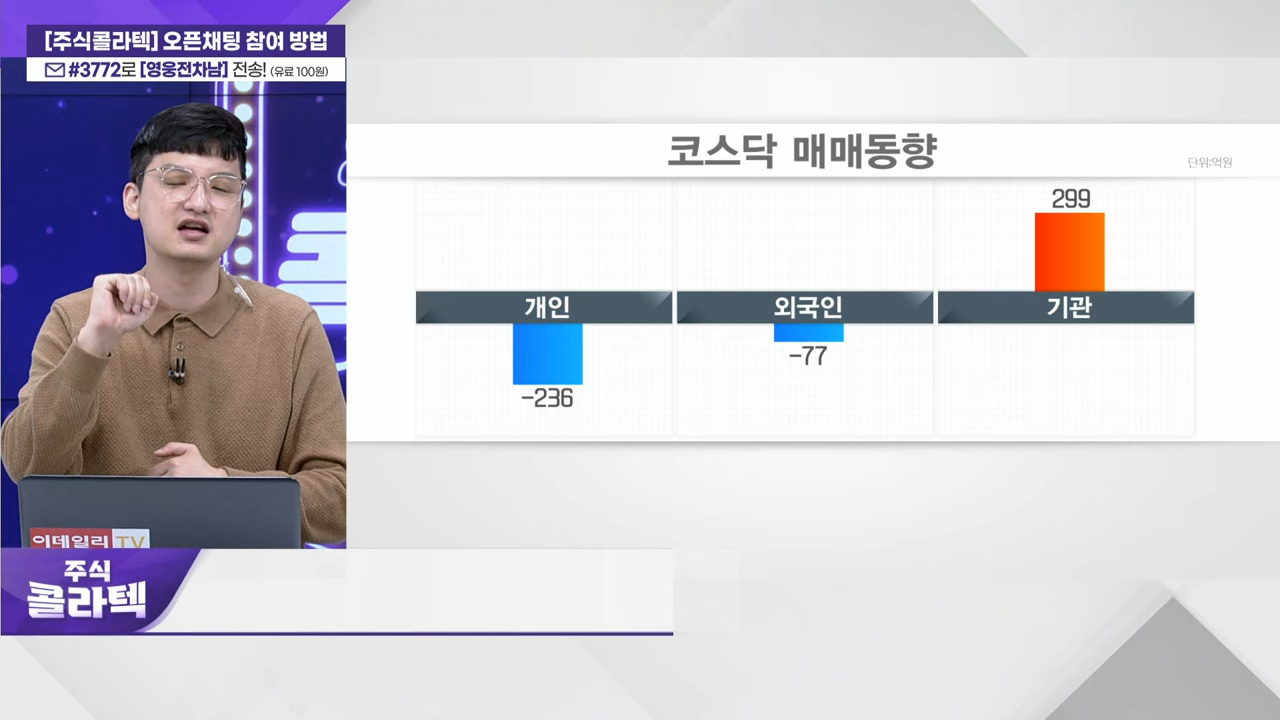 [주식콜라텍] 오픈채팅 참여 방법
#3772로 [영웅전차남] 전송! (유료 100원)
코스닥 매매동향
단위:억원
299
개인
외국인
기관
-77
-236
이데일리 TV
주식
콜라텍